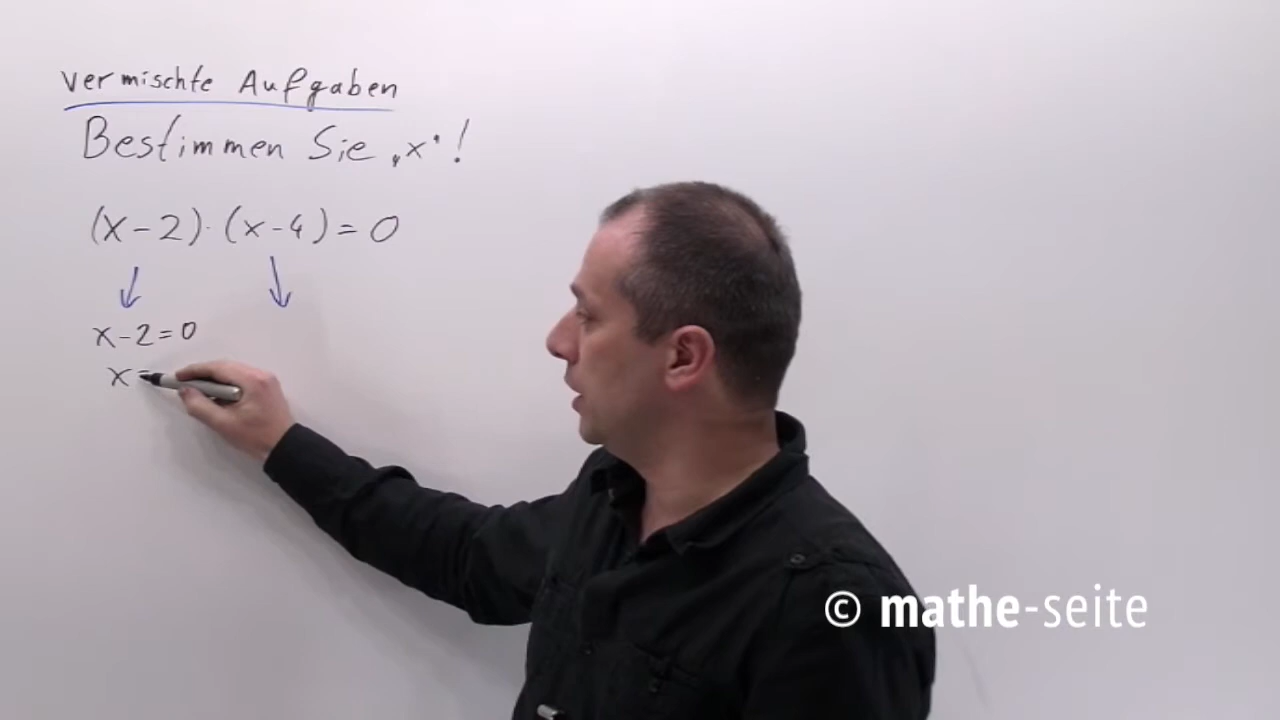 vermischte Aufgaben
Bestimmen Sie "x"!
(x-2)·(x-4)=0
x-2=0
x=
© mathe-seite